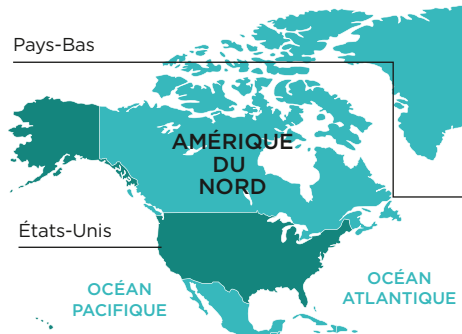 Pays-Bas
AMÉRIQUE
DU
NORD
États-Unis
OCÉAN
PACIFIQUE
OCÉAN
ATLANTIQUE